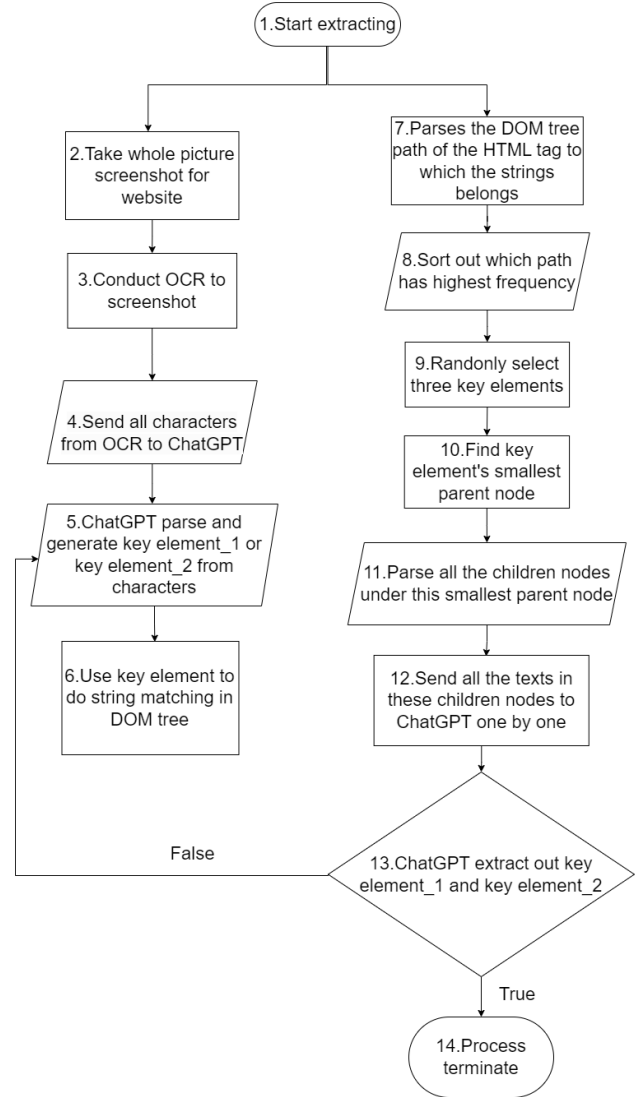 1.Start extracting
2.Take whole picture
screenshot for
website
3.Conduct OCR to
screenshot
4.Send all characters
from OCR to ChatGPT
5.ChatGPT parse and
generate key element_1 or
key element_2 from
characters
6.Use key element to
do string matching in
DOM tree
7.Parses the DOM tree
path of the HTML tag to
which the strings
belongs
8.Sort out which path
has highest frequency
9.Randonly select
three key elements
10.Find key
element's smallest
parent node
11.Parse all the children nodes
under this smallest parent node
12.Send all the texts in
these children nodes to
ChatGPT one by one
13.ChatGPT extract out key
element_1 and key element_2
False
True
14.Process
terminate